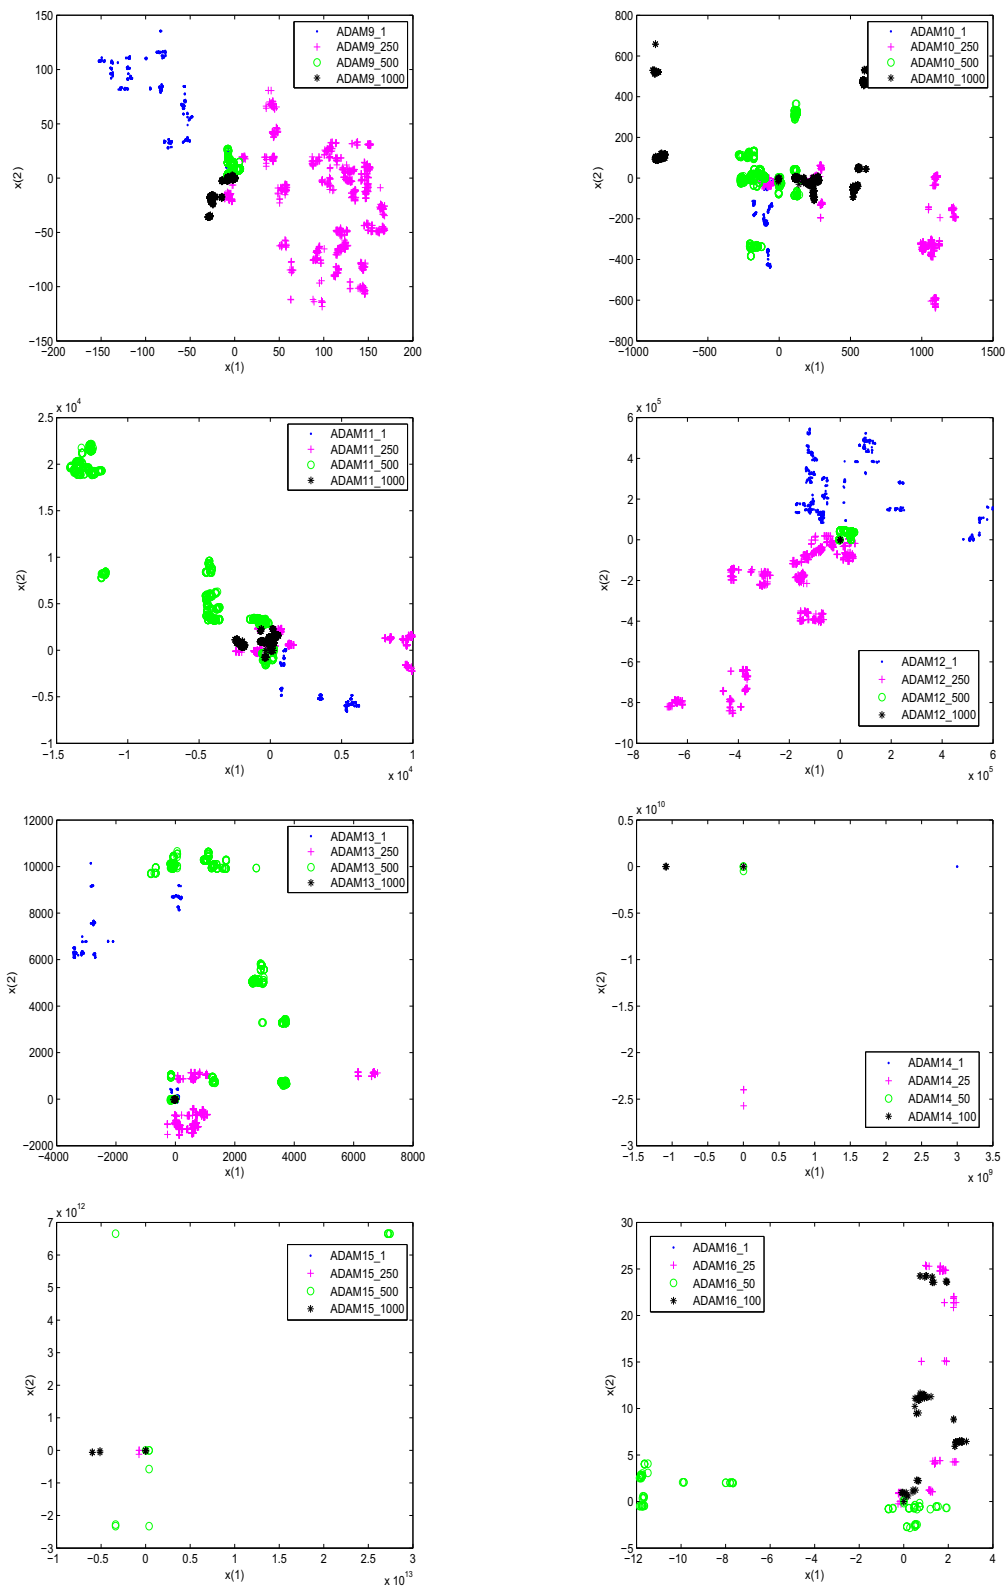 150
100
50
0
−50
−100
−150
x(2)
ADAM9_1
ADAM9_250
ADAM9_500
ADAM9_1000
−200 −150 −100 −50 0 50 100 150 200
x(1)
800
600
400
200
0
−200
−400
−600
−800
x(2)
ADAM10_1
ADAM10_250
ADAM10_500
ADAM10_1000
−1000 −500 0 500 1000 1500
x(1)
x 10^4
2.5
2
1.5
1
0.5
0
−0.5
−1
x(2)
ADAM11_1
ADAM11_250
ADAM11_500
ADAM11_1000
−1.5 −1 −0.5 0 0.5 1
x(1)
x 10^4
x 10^5
6
4
2
0
−2
−4
−6
−8
−10
x(2)
ADAM12_1
ADAM12_250
ADAM12_500
ADAM12_1000
−8 −6 −4 −2 0 2 4 6
x(1)
x 10^5
12000
10000
8000
6000
4000
2000
0
−2000
x(2)
ADAM13_1
ADAM13_250
ADAM13_500
ADAM13_1000
−4000 −2000 0 2000 4000 6000 8000
x(1)
x 10^10
0.5
0
−0.5
−1
−1.5
−2
−2.5
−3
x(2)
ADAM14_1
ADAM14_25
ADAM14_50
ADAM14_100
−1.5 −1 −0.5 0 0.5 1 1.5 2 2.5 3 3.5
x(1)
x 10^9
x 10^12
7
6
5
4
3
2
1
0
−1
−2
−3
x(2)
ADAM15_1
ADAM15_250
ADAM15_500
ADAM15_1000
−1 −0.5 0 0.5 1 1.5 2 2.5 3
x(1)
x 10^13
30
25
20
15
10
5
0
−5
x(2)
ADAM16_1
ADAM16_25
ADAM16_50
ADAM16_100
−12 −10 −8 −6 −4 −2 0 2 4
x(1)